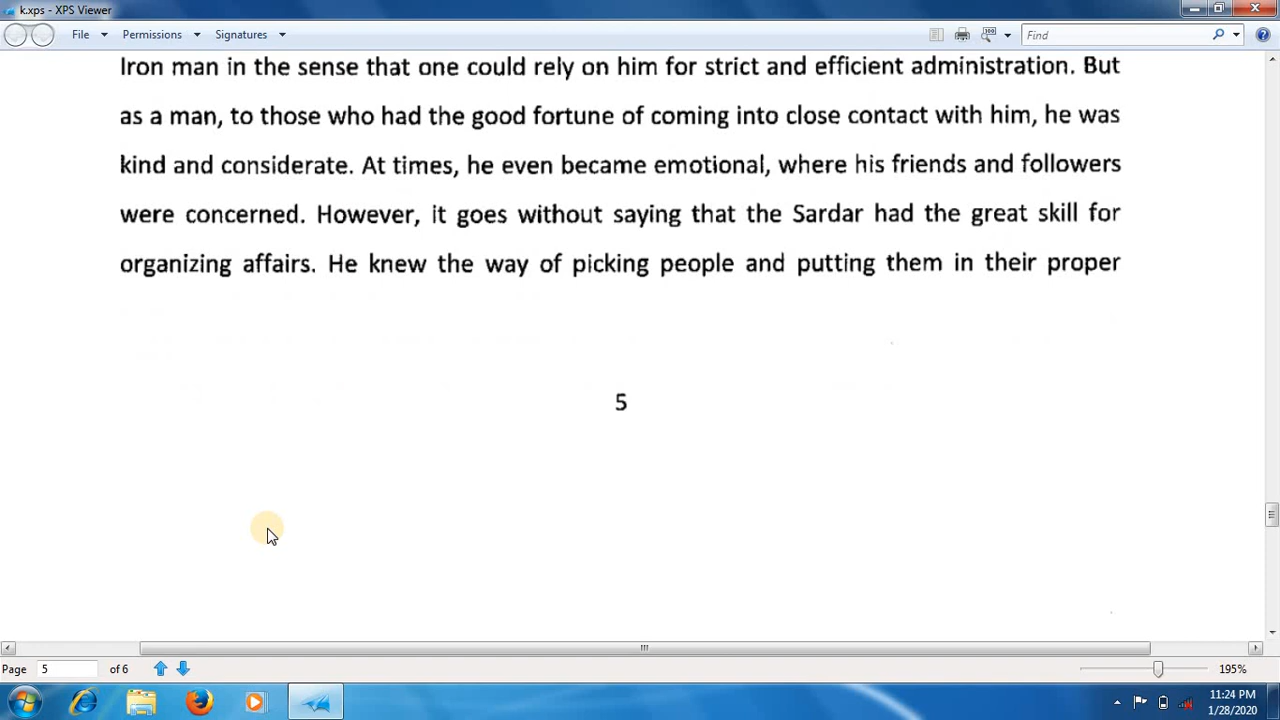 k.xps - XPS Viewer
File Permissions Signatures Find
Iron man in the sense that one could rely on him for strict and efficient administration. But
as a man, to those who had the good fortune of coming into close contact with him, he was
kind and considerate. At times, he even became emotional, where his friends and followers
were concerned. However, it goes without saying that the Sardar had the great skill for
organizing affairs. He knew the way of picking people and putting them in their proper
5
Page 5 of 6 195%
11:24 PM
1/28/2020